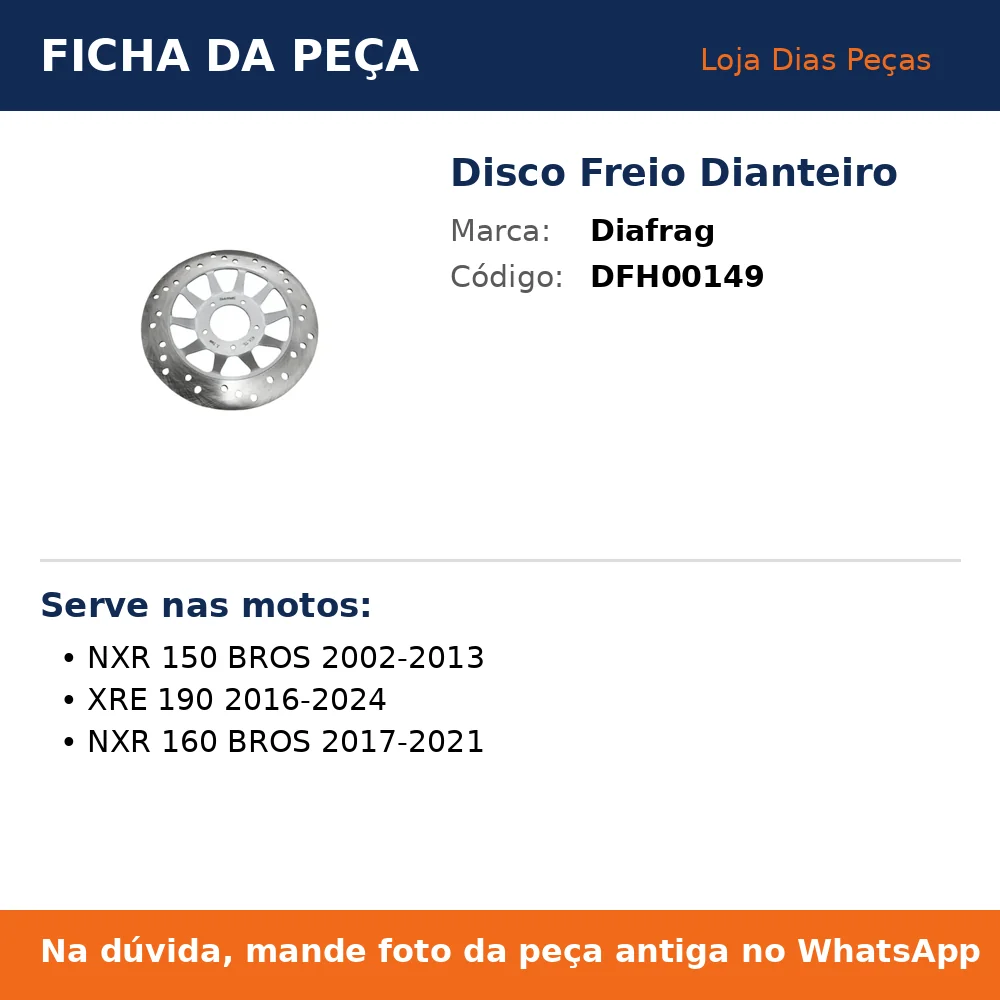 FICHA DA PEÇA
Loja Dias Peças
Disco Freio Dianteiro
Marca: Diafrag
Código: DFH00149
Serve nas motos:
• NXR 150 BROS 2002-2013
• XRE 190 2016-2024
• NXR 160 BROS 2017-2021
Na dúvida, mande foto da peça antiga no WhatsApp